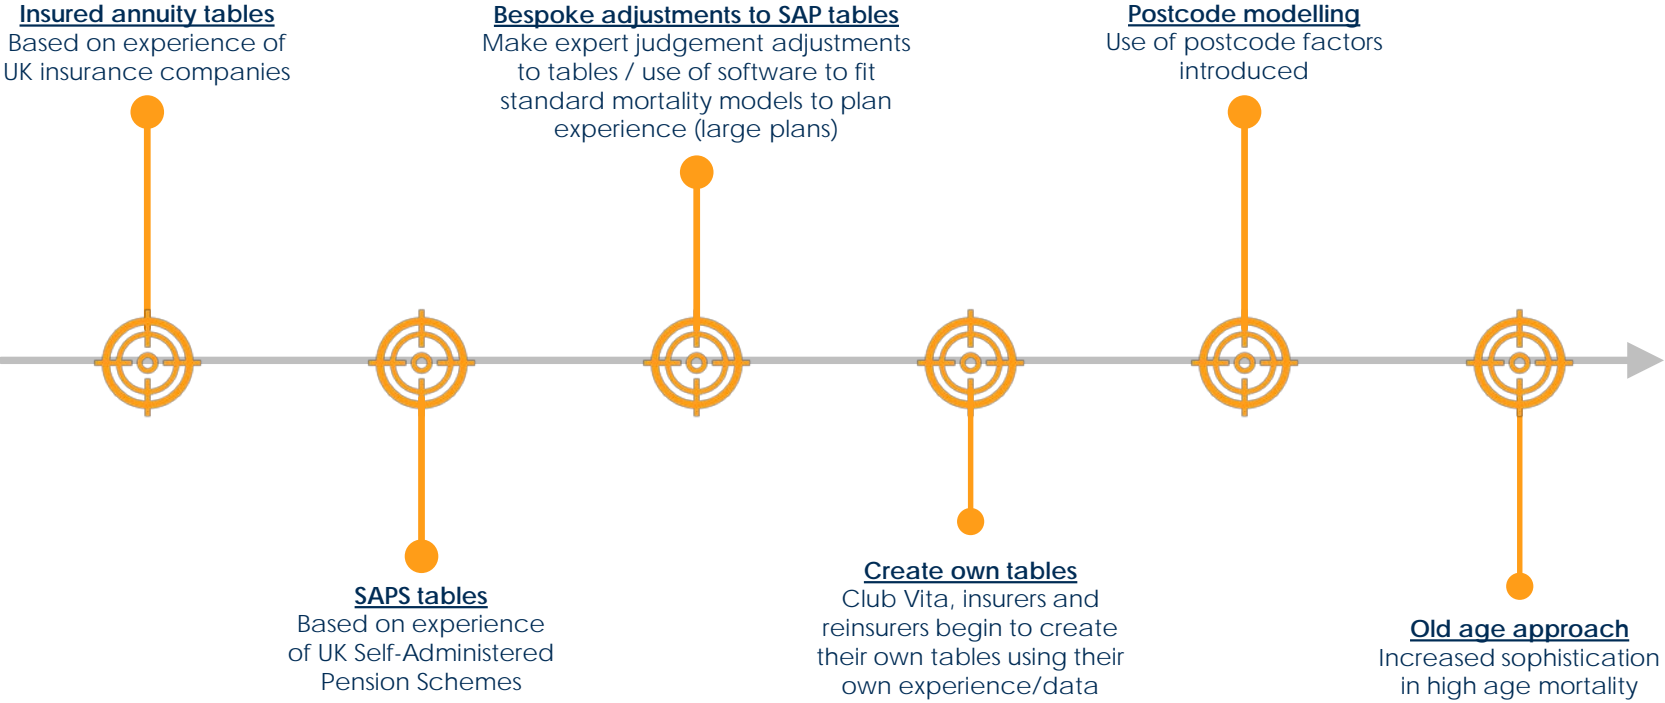 Insured annuity tables
Based on experience of
UK insurance companies
SAPS tables
Based on experience
of UK Self-Administered
Pension Schemes
Bespoke adjustments to SAP tables
Make expert judgement adjustments
to tables / use of software to fit
standard mortality models to plan
experience (large plans)
Create own tables
Club Vita, insurers and
reinsurers begin to create
their own tables using their
own experience/data
Postcode modelling
Use of postcode factors
introduced
Old age approach
Increased sophistication
in high age mortality